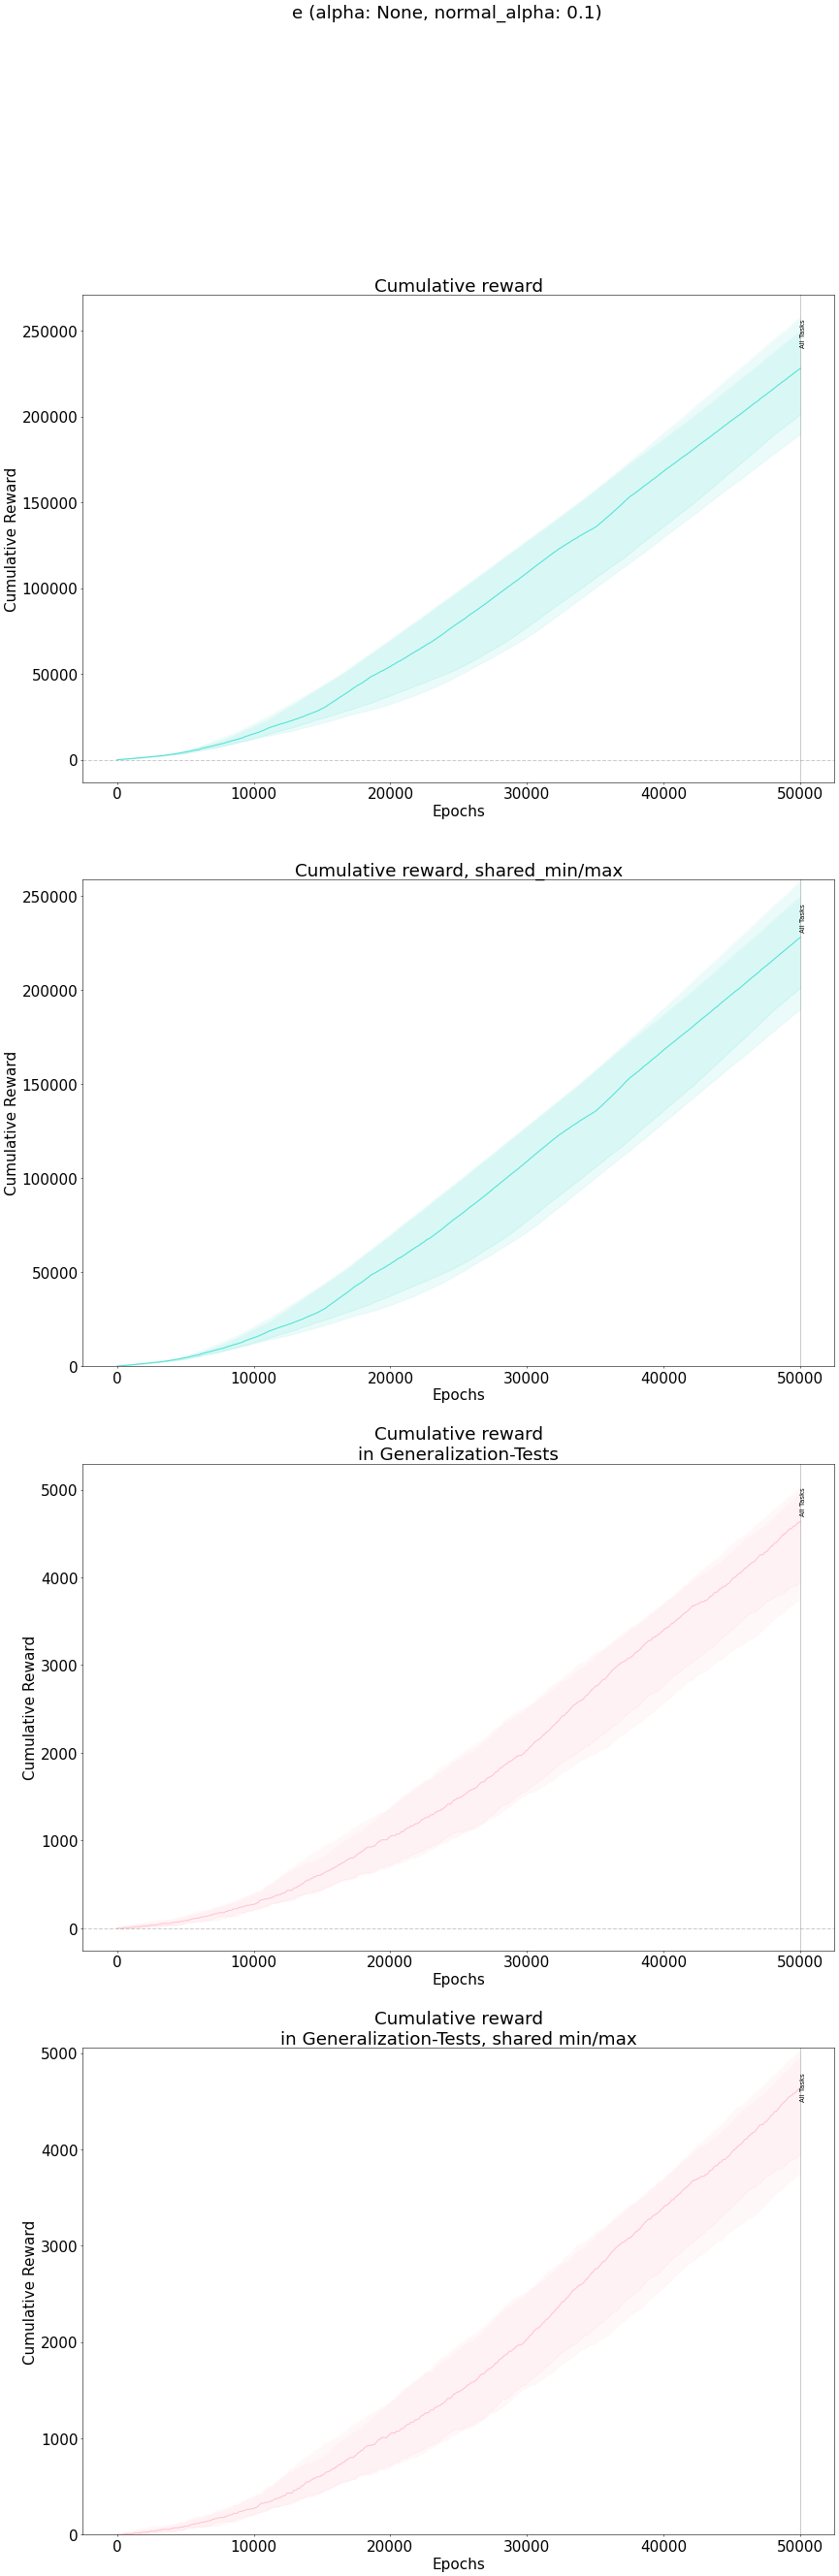 e (alpha: None, normal_alpha: 0.1)
Cumulative reward
250000
200000
150000
100000
50000
0
Cumulative Reward
All Tasks
0 10000 20000 30000 40000 50000
Epochs
Cumulative reward, shared_min/max
250000
200000
150000
100000
50000
0
Cumulative Reward
All Tasks
0 10000 20000 30000 40000 50000
Epochs
Cumulative reward
in Generalization-Tests
5000
4000
3000
2000
1000
0
Cumulative Reward
All Tasks
0 10000 20000 30000 40000 50000
Epochs
Cumulative reward
in Generalization-Tests, shared min/max
5000
4000
3000
2000
1000
0
Cumulative Reward
All Tasks
0 10000 20000 30000 40000 50000
Epochs